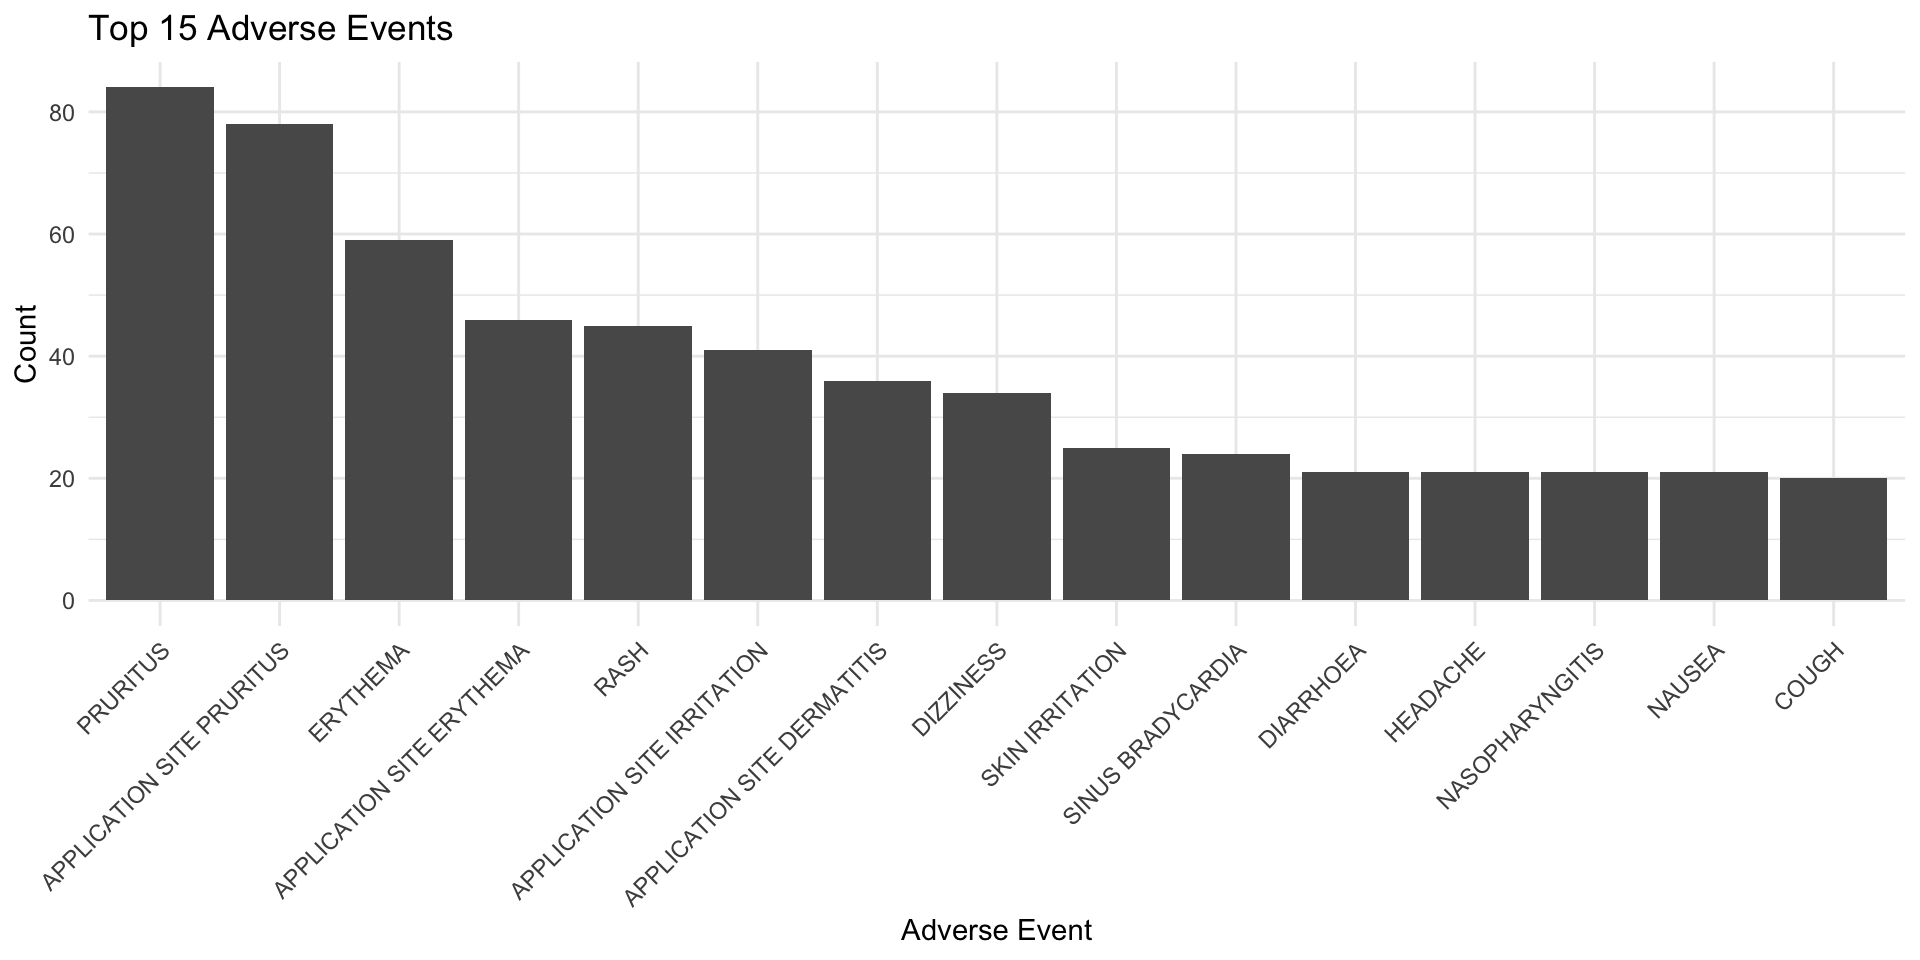 Top 15 Adverse Events
Count
80
60
40
20
0
PRURITUS
APPLICATION SITE PRURITUS
ERYTHEMA
APPLICATION SITE ERYTHEMA
RASH
APPLICATION SITE IRRITATION
APPLICATION SITE DERMATITIS
DIZZINESS
SKIN IRRITATION
SINUS BRADYCARDIA
DIARRHOEA
HEADACHE
NASOPHARYNGITIS
NAUSEA
COUGH
Adverse Event